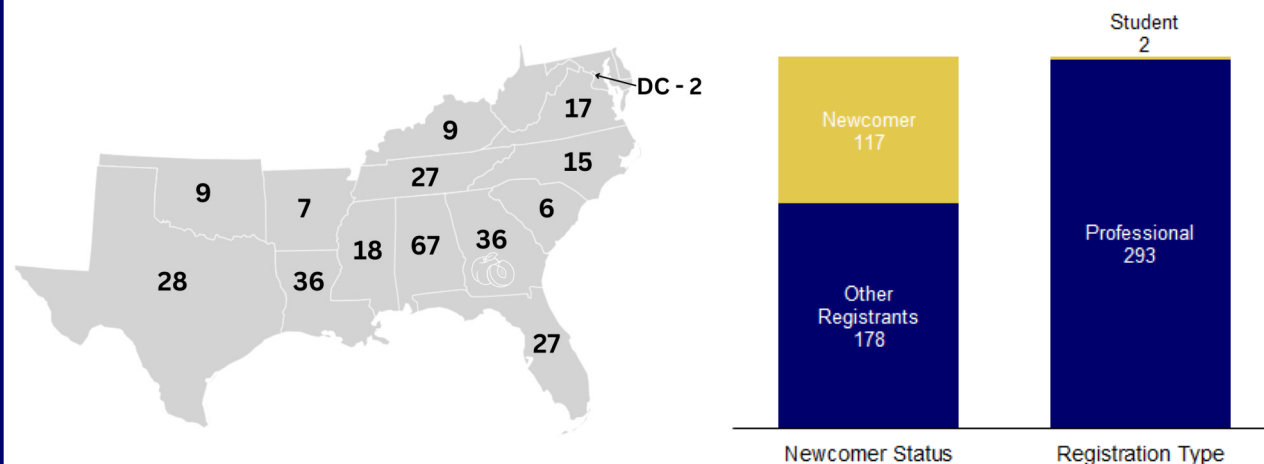 DC - 2
17
9
15
27
9
7
6
36
67
18
28
36
27
Newcomer
117
Other
Registrants
178
Newcomer Status
Student
2
Professional
293
Registration Type